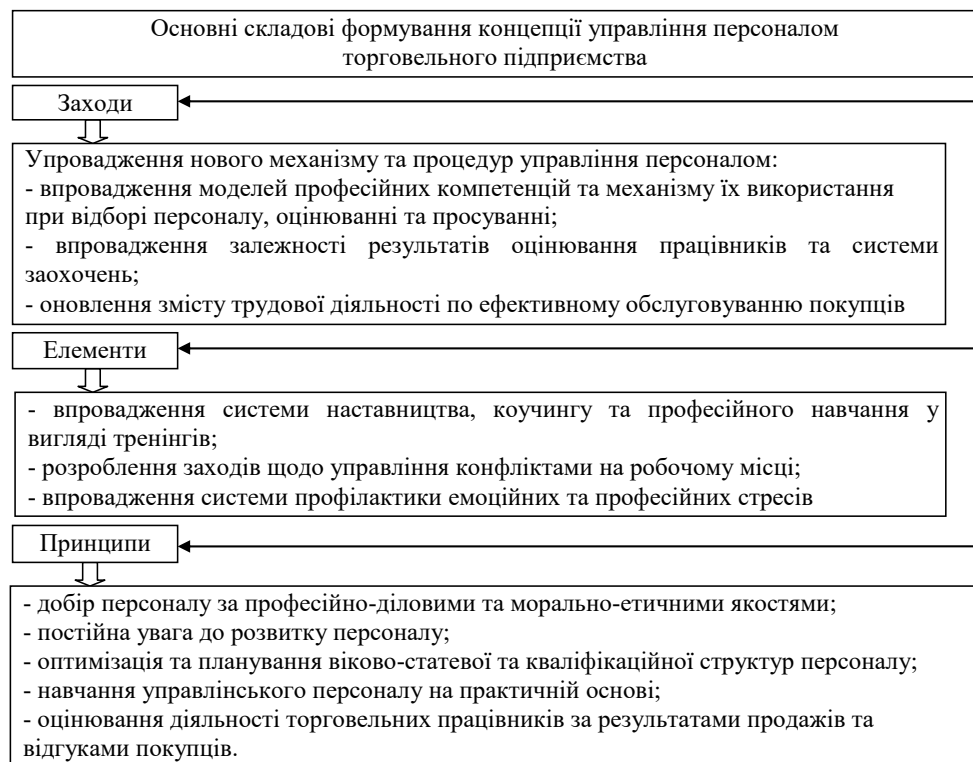 Основні складові формування концепції управління персоналом
торговельного підприємства
Заходи
Упровадження нового механізму та процедур управління персоналом:
- впровадження моделей професійних компетенцій та механізму їх використання
при відборі персоналу, оцінюванні та просуванні;
- впровадження залежності результатів оцінювання працівників та системи
заохочень;
- оновлення змісту трудової діяльності по ефективному обслуговуванню покупців
Елементи
- впровадження системи наставництва, коучингу та професійного навчання у
вигляді тренінгів;
- розроблення заходів щодо управління конфліктами на робочому місці;
- впровадження системи профілактики емоційних та професійних стресів
Принципи
- добір персоналу за професійно-діловими та морально-етичними якостями;
- постійна увага до розвитку персоналу;
- оптимізація та планування віково-статевої та кваліфікаційної структур персоналу;
- навчання управлінського персоналу на практичній основі;
- оцінювання діяльності торговельних працівників за результатами продажів та
відгуками покупців.